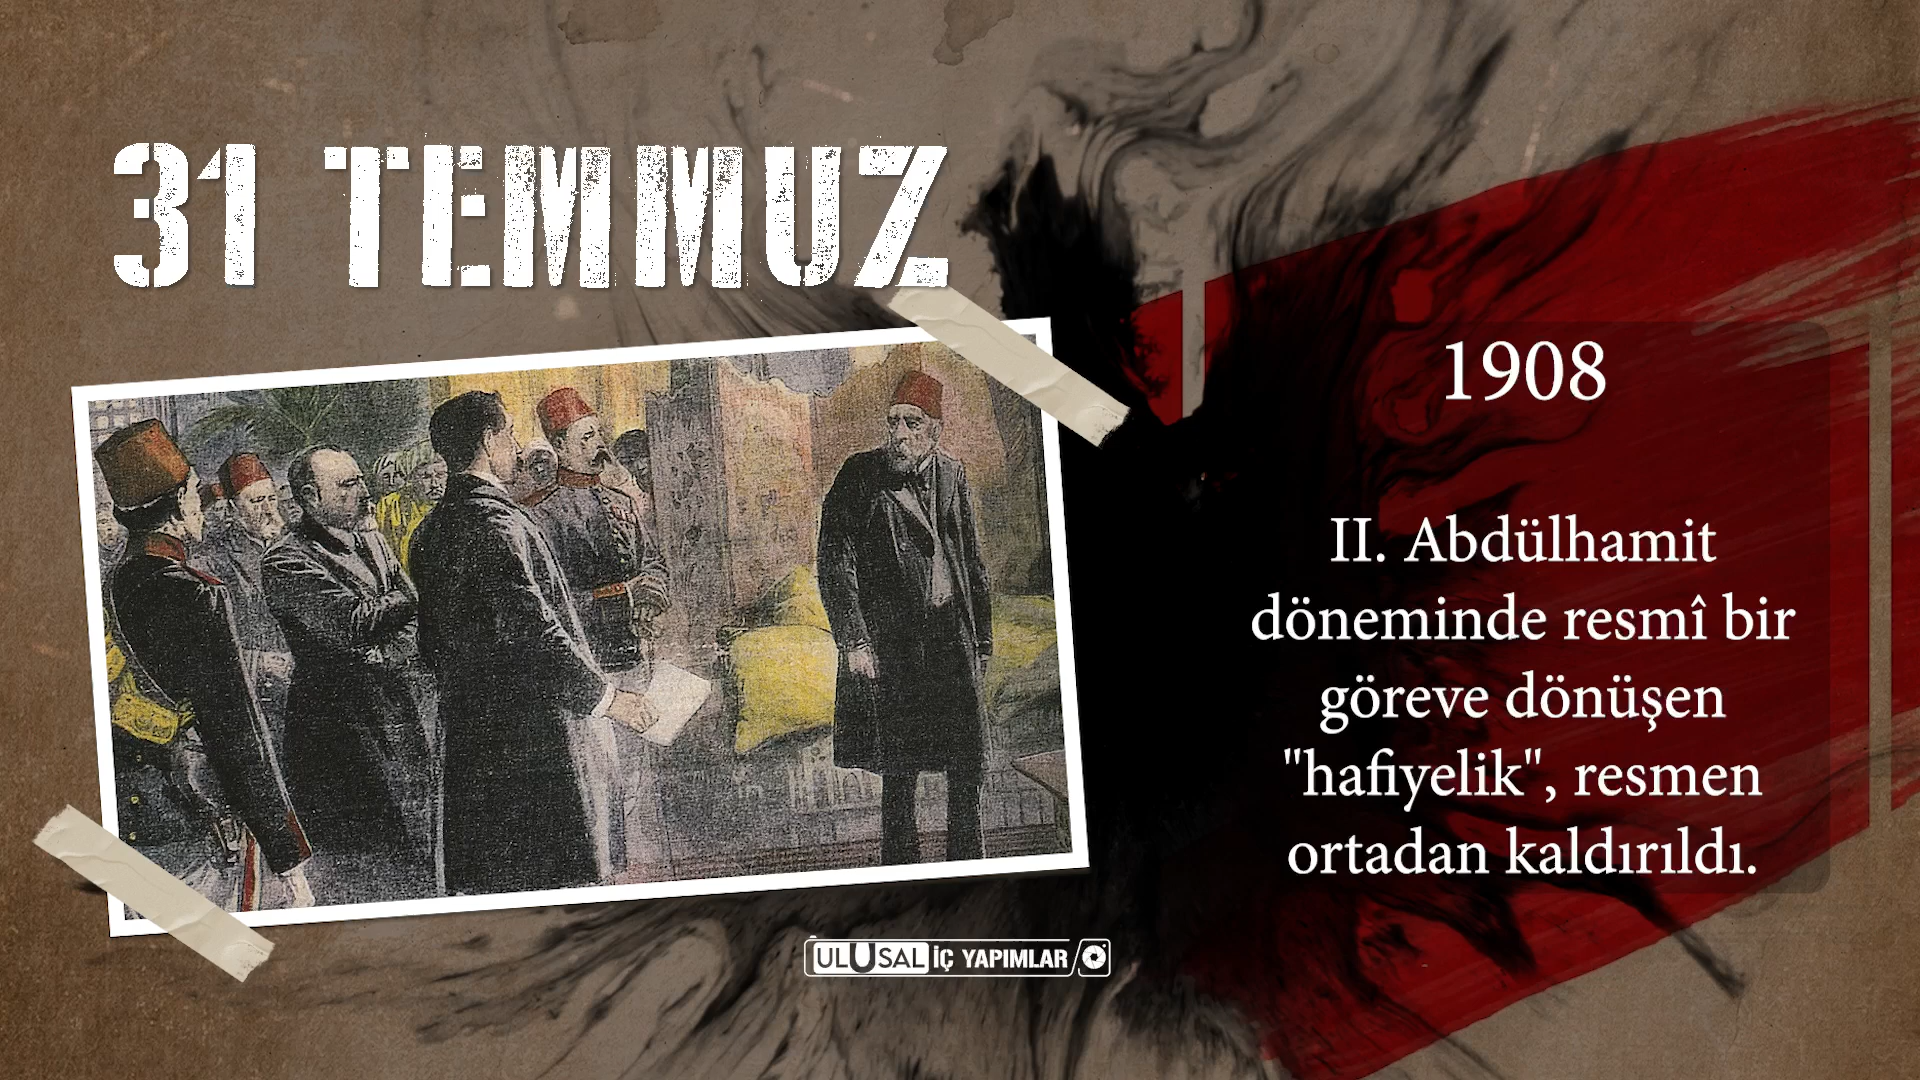 31 TEMMUZ
1908
II. Abdülhamit
döneminde resmî bir
göreve dönüşen
"hafiyelik", resmen
ortadan kaldırıldı.
ULUSAL İÇ YAPIMLAR